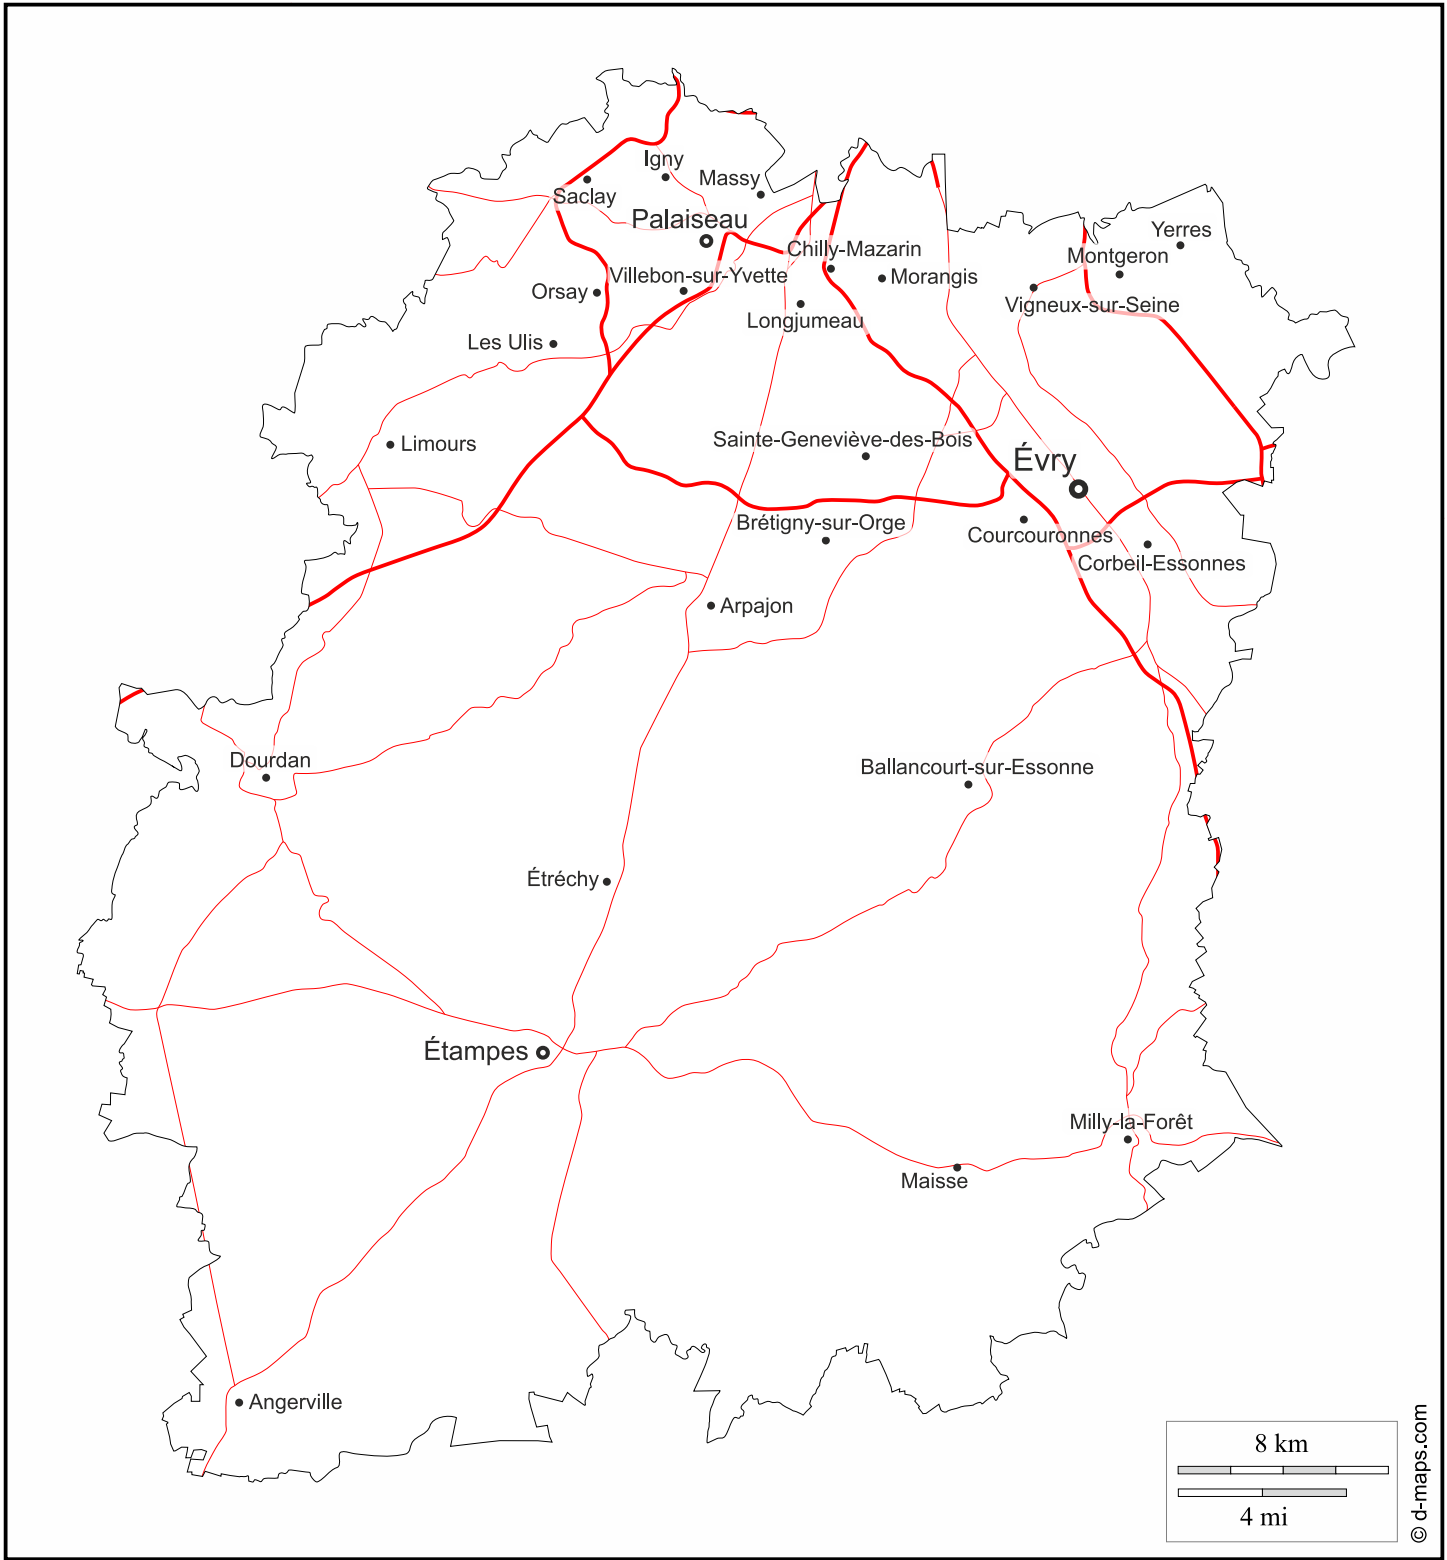 Igny
Massy
Saclay
Palaiseau
Yerres
Chilly-Mazarin
Montgeron
Villebon-sur-Yvette
Morangis
Orsay
Vigneux-sur-Seine
Longjumeau
Les Ulis
Limours
Sainte-Geneviève-des-Bois
Évry
Brétigny-sur-Orge
Courcouronnes
Corbeil-Essonnes
Arpajon
Dourdan
Ballancourt-sur-Essonne
Étréchy
Étampes
Milly-la-Forêt
Maisse
Angerville
8 km
4 mi
© d-maps.com